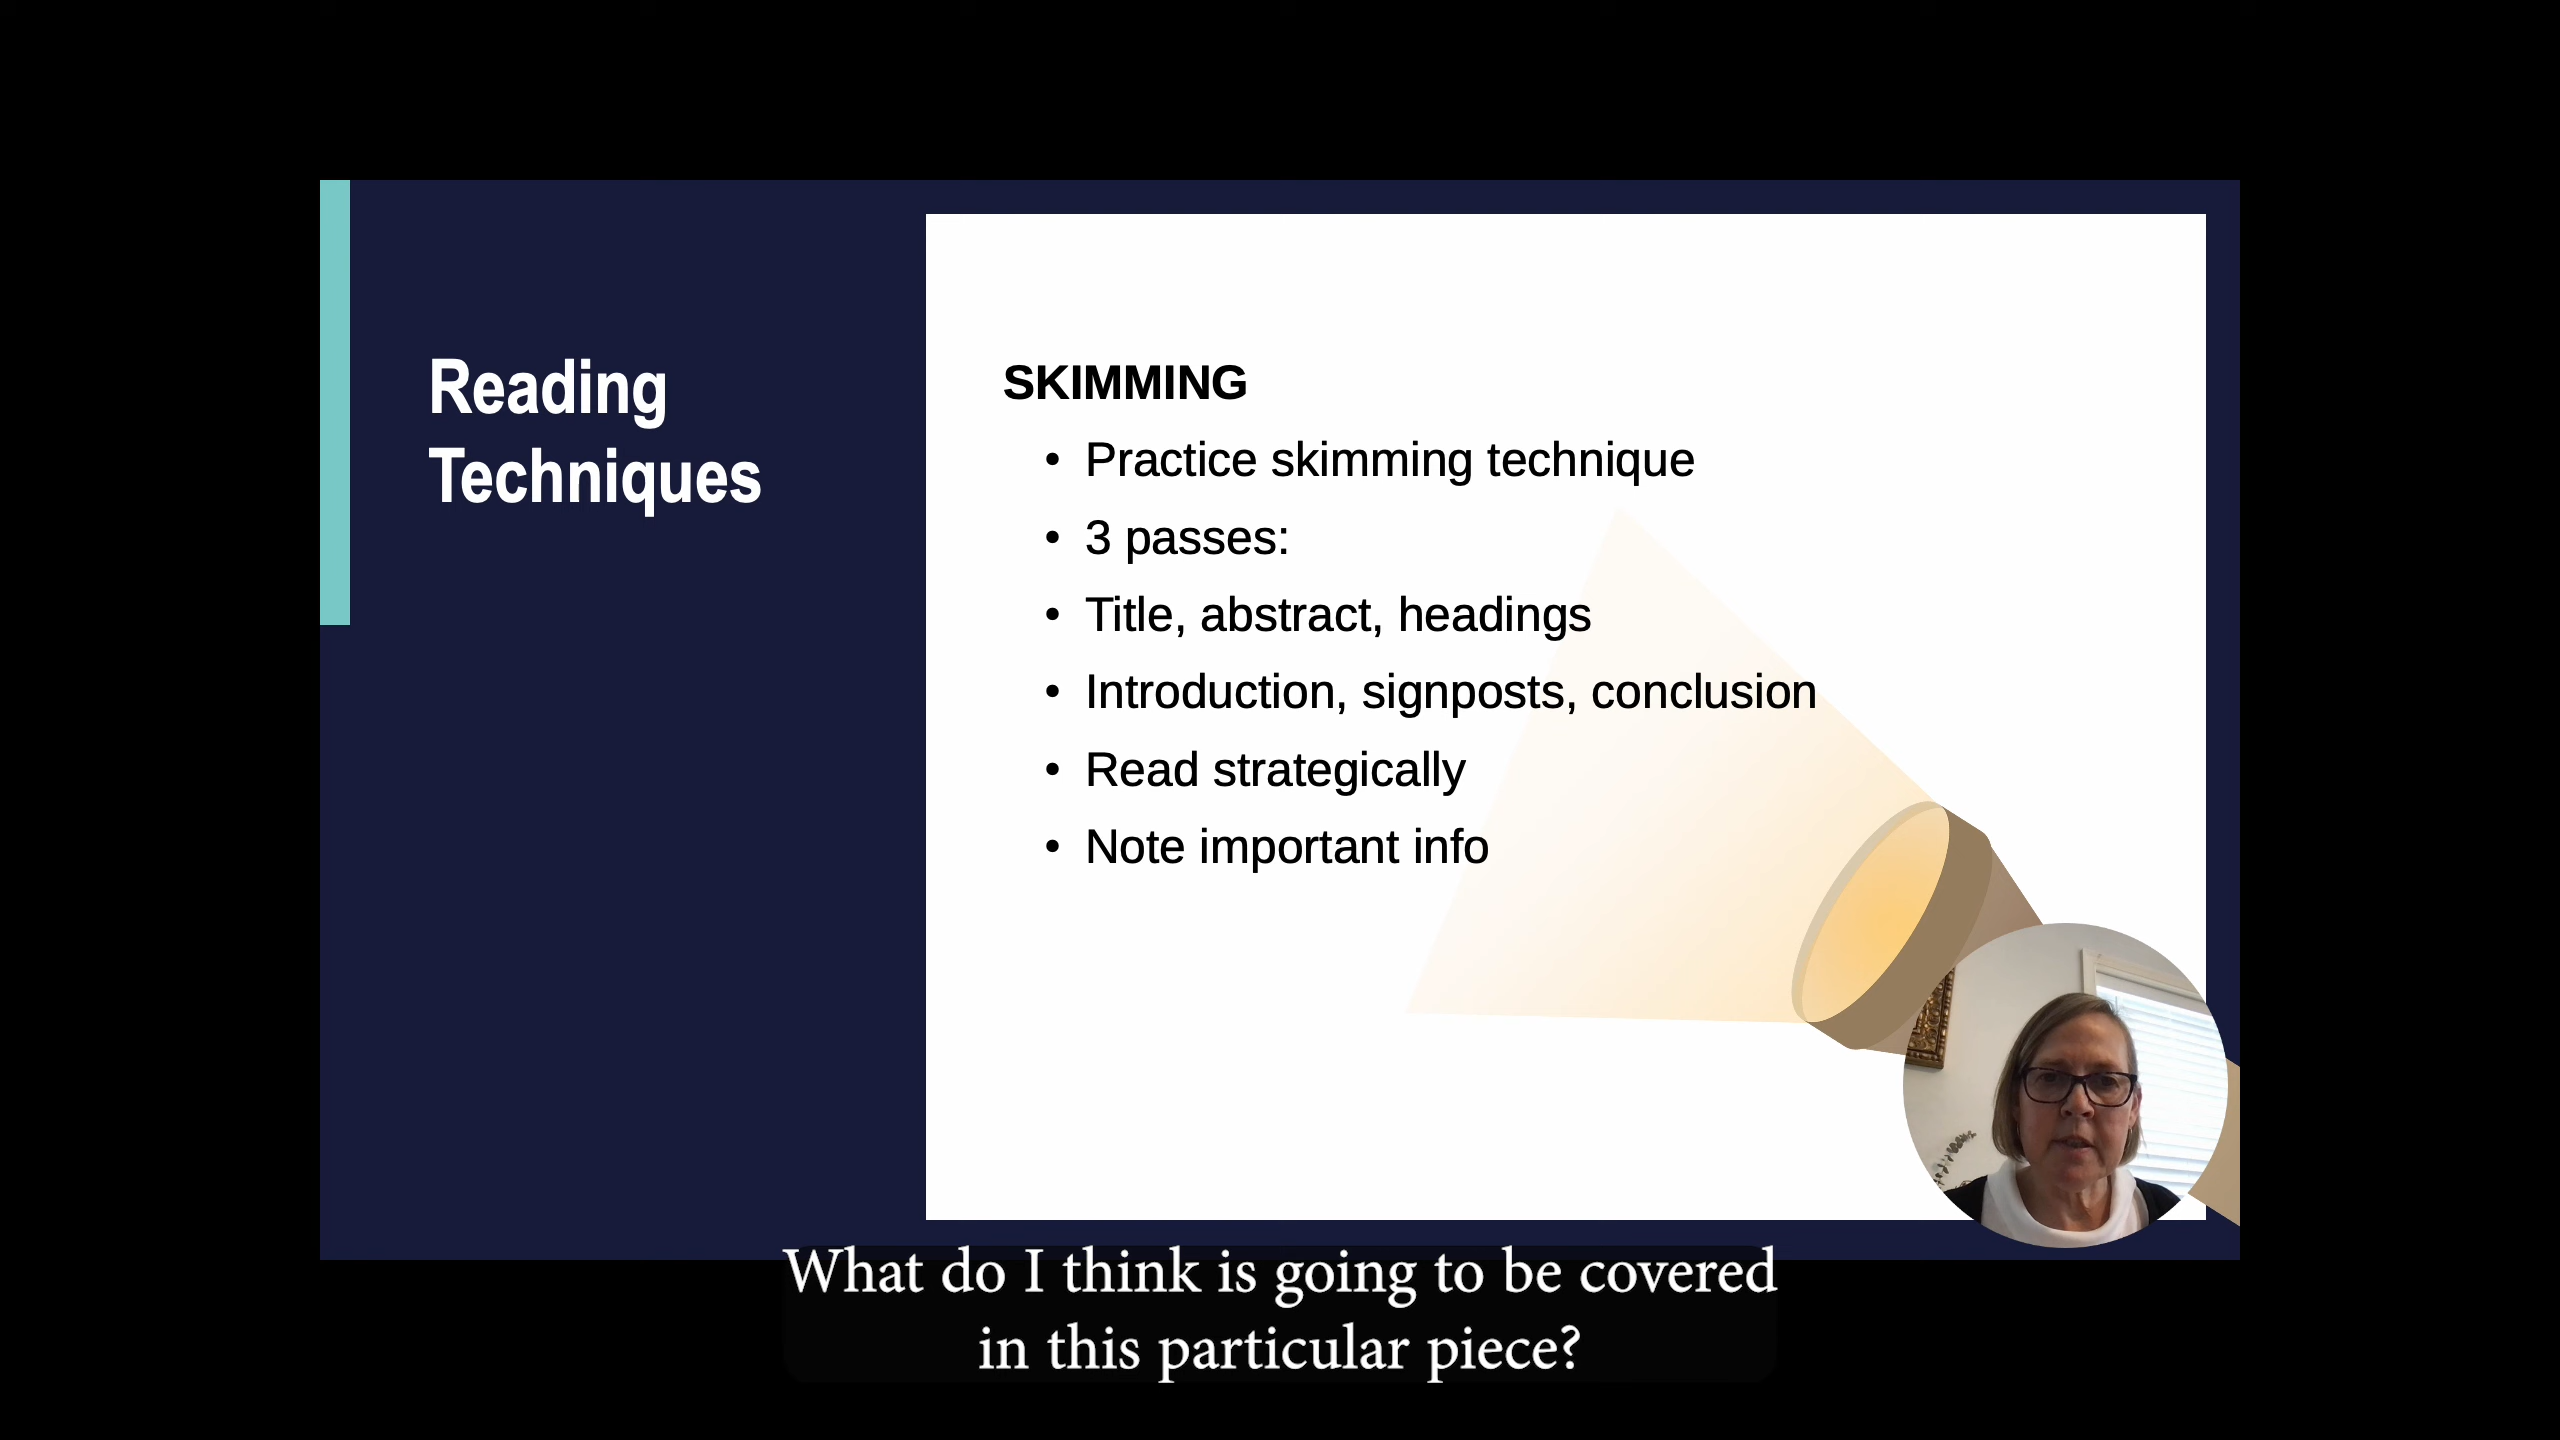 Reading
Techniques
SKIMMING
• Practice skimming technique
• 3 passes:
• Title, abstract, headings
• Introduction, signposts, conclusion
• Read strategically
• Note important info
What do I think is going to be covered
in this particular piece?